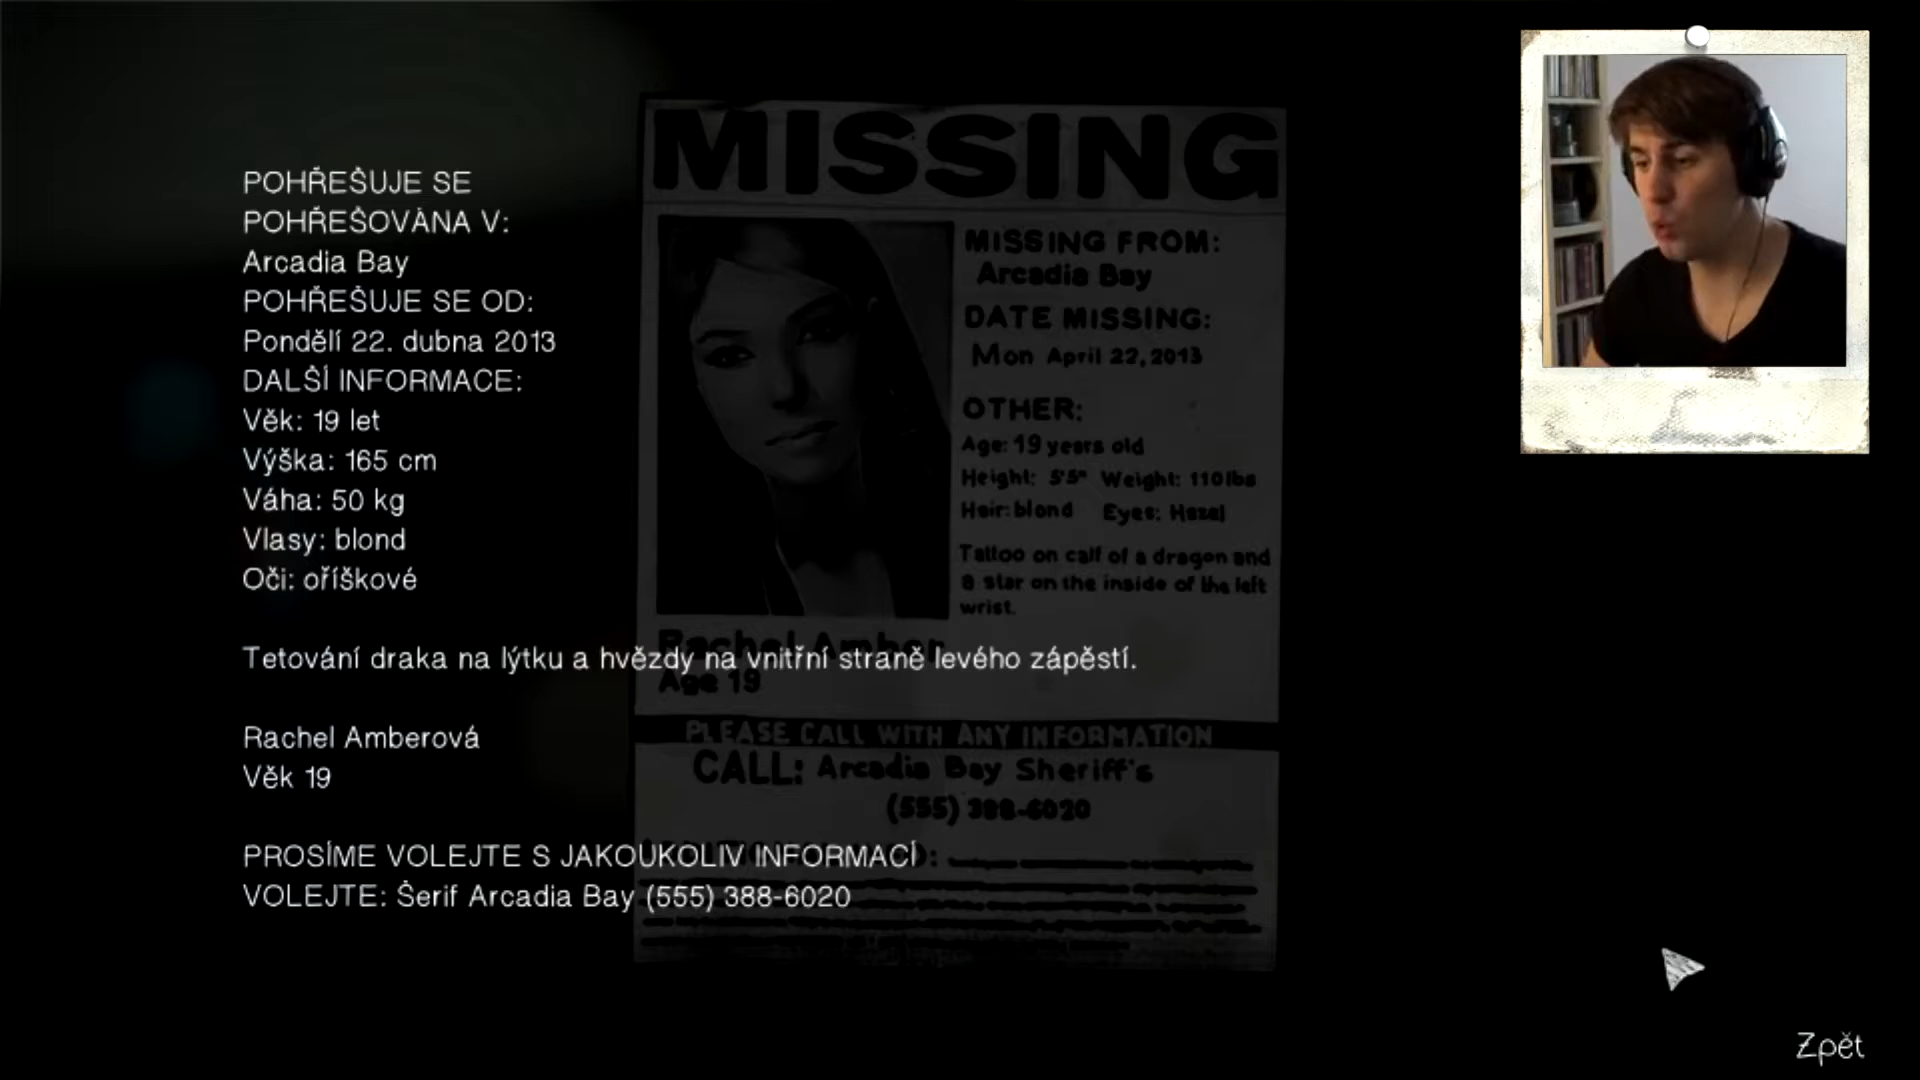 POHŘEŠUJE SE
POHŘEŠOVÁNA V:
Arcadia Bay
POHŘEŠUJE SE OD:
Pondělí 22. dubna 2013
DALŠÍ INFORMACE:
Věk: 19 let
Výška: 165 cm
Váha: 50 kg
Vlasy: blond
Oči: oříškové
Tetování draka na lýtku a hvězdy na vnitřní straně levého zápěstí.
Rachel Amberová
Věk 19
PROSÍME VOLEJTE S JAKOUKOLIV INFORMACÍ
VOLEJTE: Šerif Arcadia Bay (555) 388-6020
MISSING
MISSING FROM:
Arcadia Bay
DATE MISSING:
Mon April 22, 2013
OTHER:
Age: 19 years old
Height: 5'5" Weight: 110lbs
Hair: blond Eyes: Hazel
Tattoo on calf of a dragon and
a star on the inside of the left
wrist.
Rachel Amber
Age 19
PLEASE CALL WITH ANY INFORMATION
CALL: Arcadia Bay Sheriff's
(555) 388-6020
Zpět